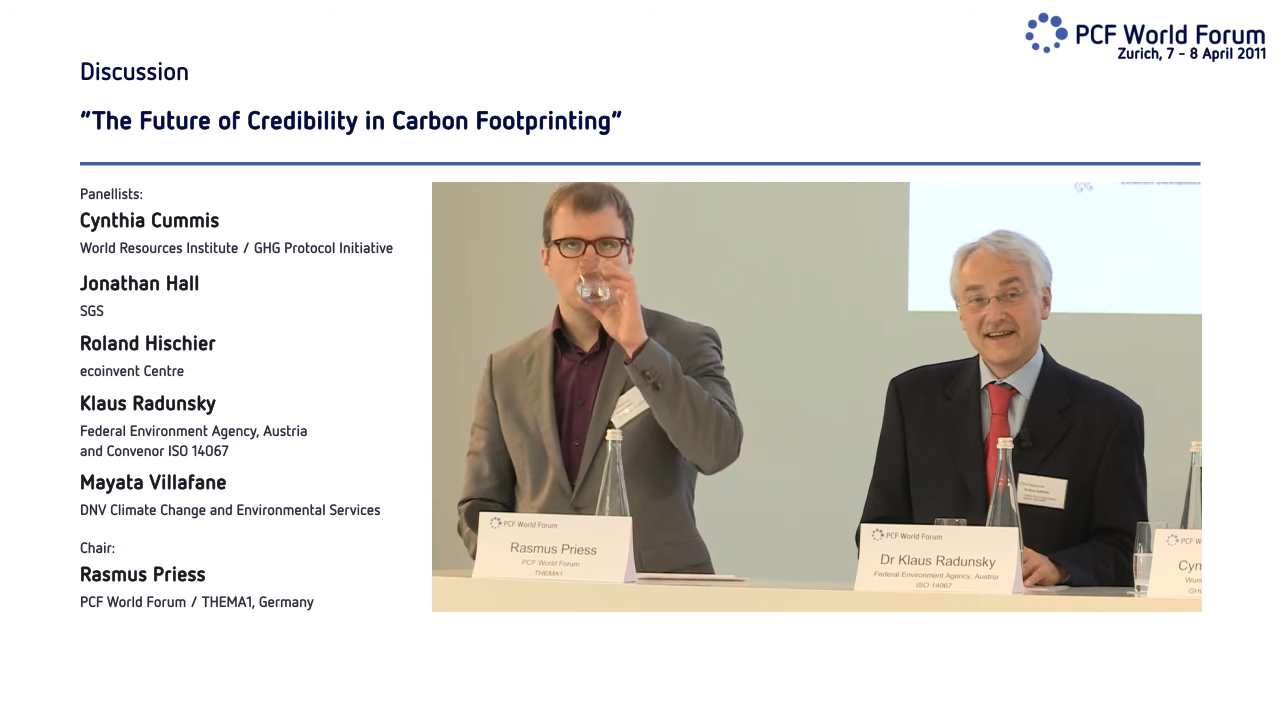 PCF World Forum
Zurich, 7 - 8 April 2011
Discussion
"The Future of Credibility in Carbon Footprinting"
Panellists:
Cynthia Cummis
World Resources Institute / GHG Protocol Initiative
Jonathan Hall
SGS
Roland Hischier
ecoinvent Centre
Klaus Radunsky
Federal Environment Agency, Austria
and Convenor ISO 14067
Mayata Villafane
DNV Climate Change and Environmental Services
Chair:
Rasmus Priess
PCF World Forum / THEMA1, Germany
PCF World Forum
Rasmus Priess
PCF World Forum
THEMA1
PCF World Forum
Dr Klaus Radunsky
Federal Environment Agency, Austria
ISO 14067
PCF W
Cyn
Worl
GHG